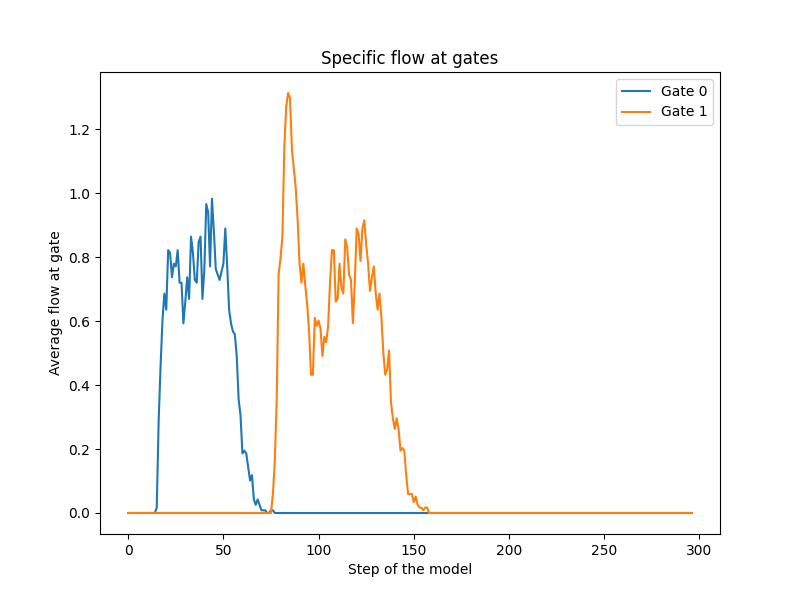 Specific flow at gates
Gate 0
Gate 1
Average flow at gate
1.2
1.0
0.8
0.6
0.4
0.2
0.0
0 50 100 150 200 250 300
Step of the model